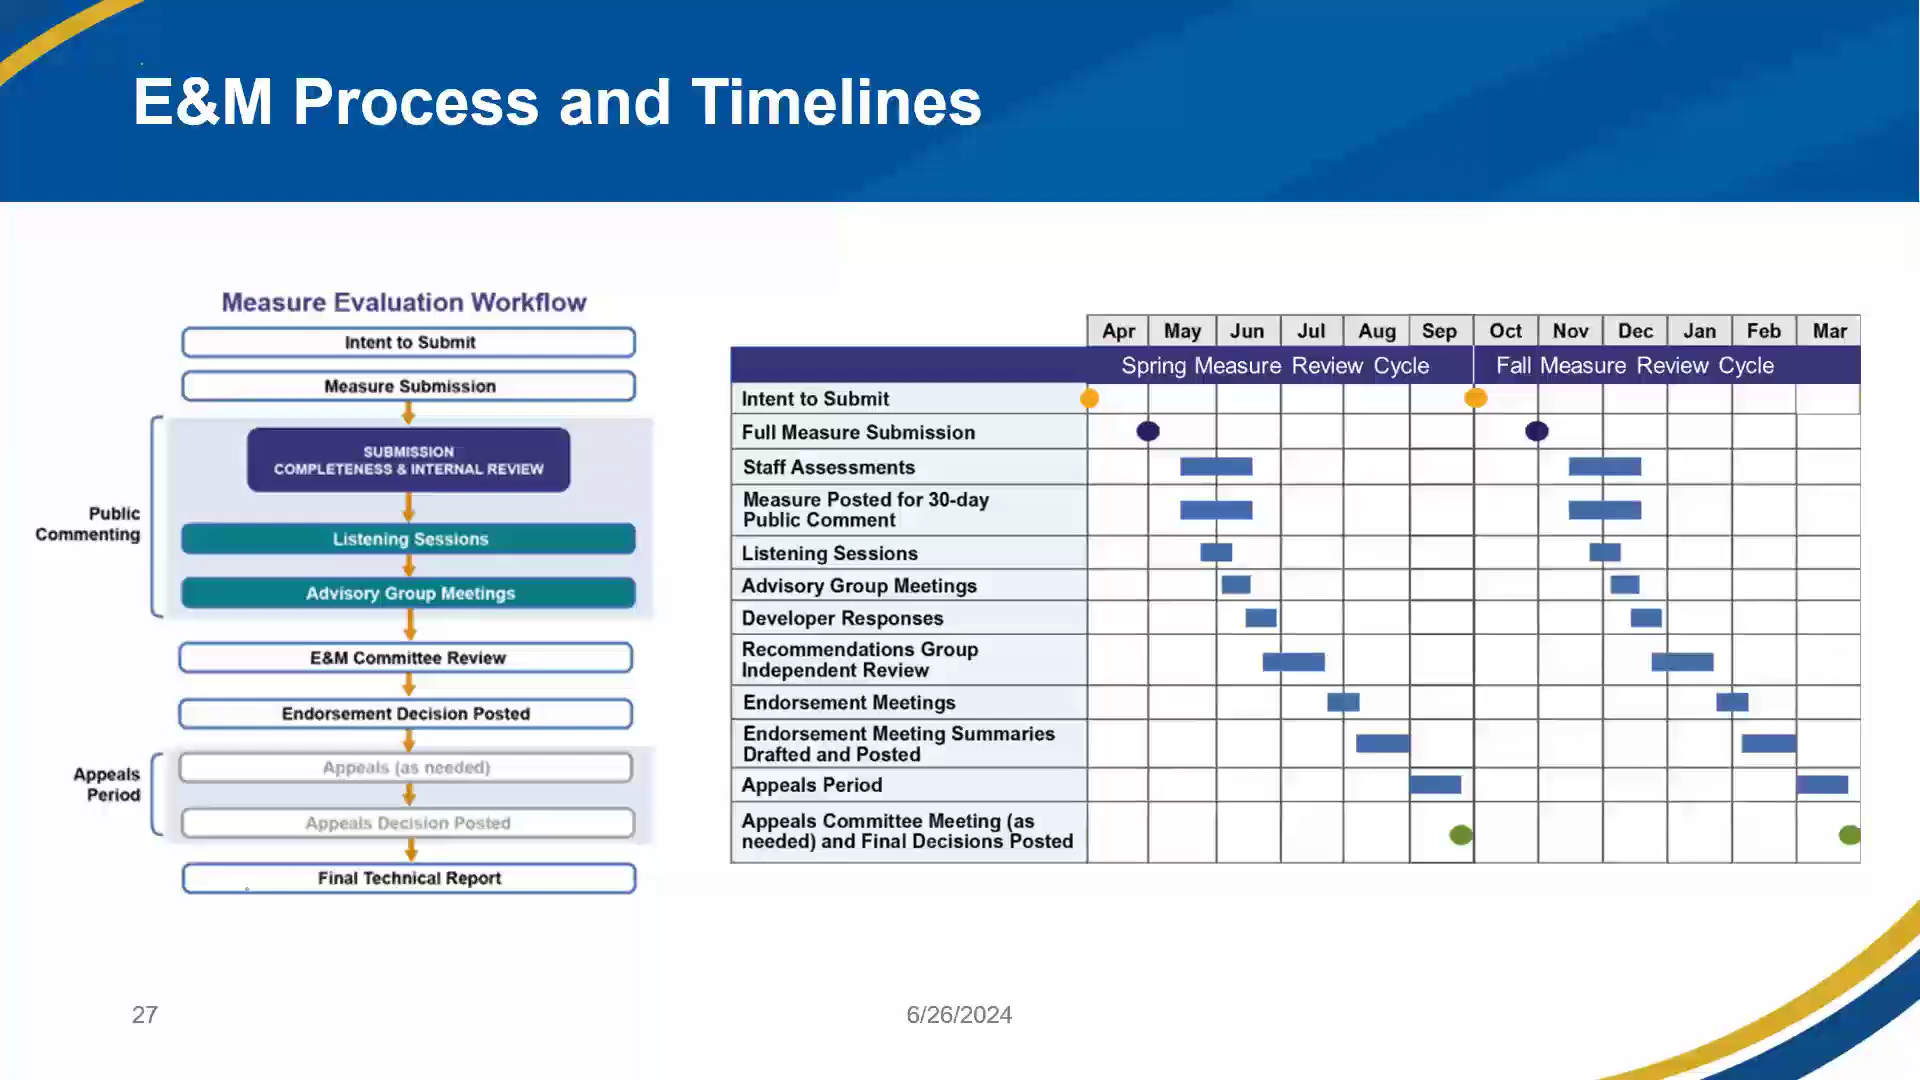 E&M Process and Timelines
Measure Evaluation Workflow
Intent to Submit
Measure Submission
SUBMISSION
COMPLETENESS & INTERNAL REVIEW
Public
Commenting
Listening Sessions
Advisory Group Meetings
E&M Committee Review
Endorsement Decision Posted
Appeals
Period
Appeals (as needed)
Appeals Decision Posted
Final Technical Report
Apr May Jun Jul Aug Sep Oct Nov Dec Jan Feb Mar
Spring Measure Review Cycle Fall Measure Review Cycle
Intent to Submit
Full Measure Submission
Staff Assessments
Measure Posted for 30-day
Public Comment
Listening Sessions
Advisory Group Meetings
Developer Responses
Recommendations Group
Independent Review
Endorsement Meetings
Endorsement Meeting Summaries
Drafted and Posted
Appeals Period
Appeals Committee Meeting (as
needed) and Final Decisions Posted
27
6/26/2024